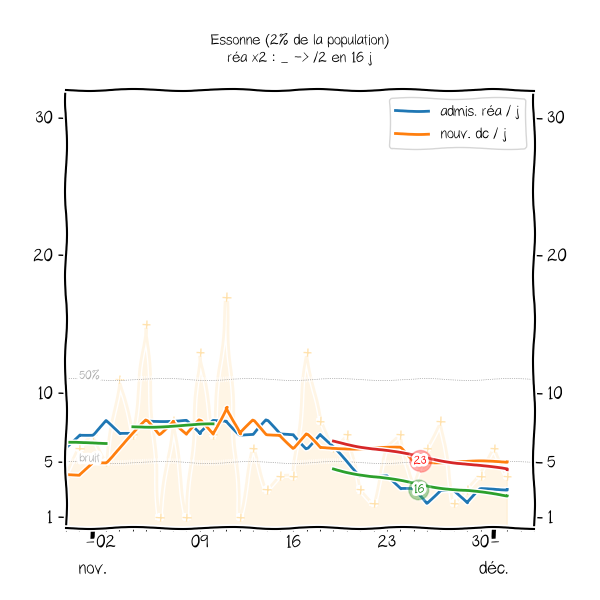 Essonne (2% de la population)
réa x2 : _ -> /2 en 16 j
admis. réa / j
nouv. dc / j
30
30
20
20
50%
10
10
bruit
5
5
23
16
1
1
02
09
16
23
30
nov.
déc.